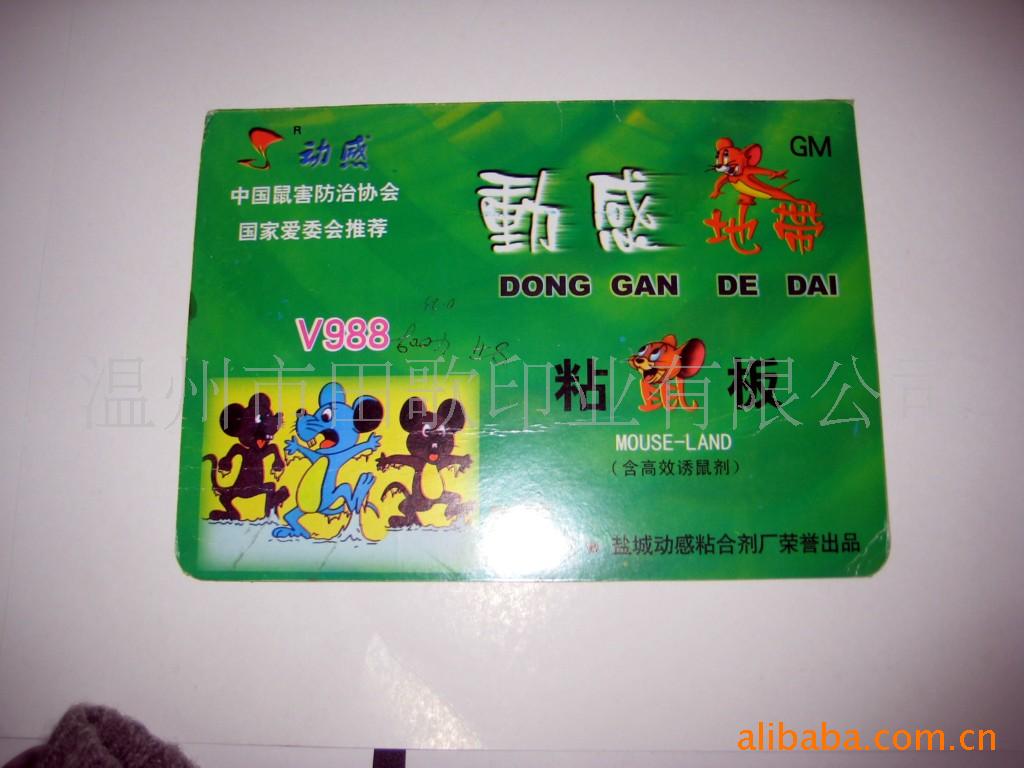 R
动感
中国鼠害防治协会
国家爱委会推荐
GM
動感地带
DONG GAN DE DAI
V988
粘鼠板
MOUSE-LAND
(含高效诱鼠剂)
盐城动感粘合剂厂荣誉出品
温州市田歌印业有限公司
alibaba.com.cn